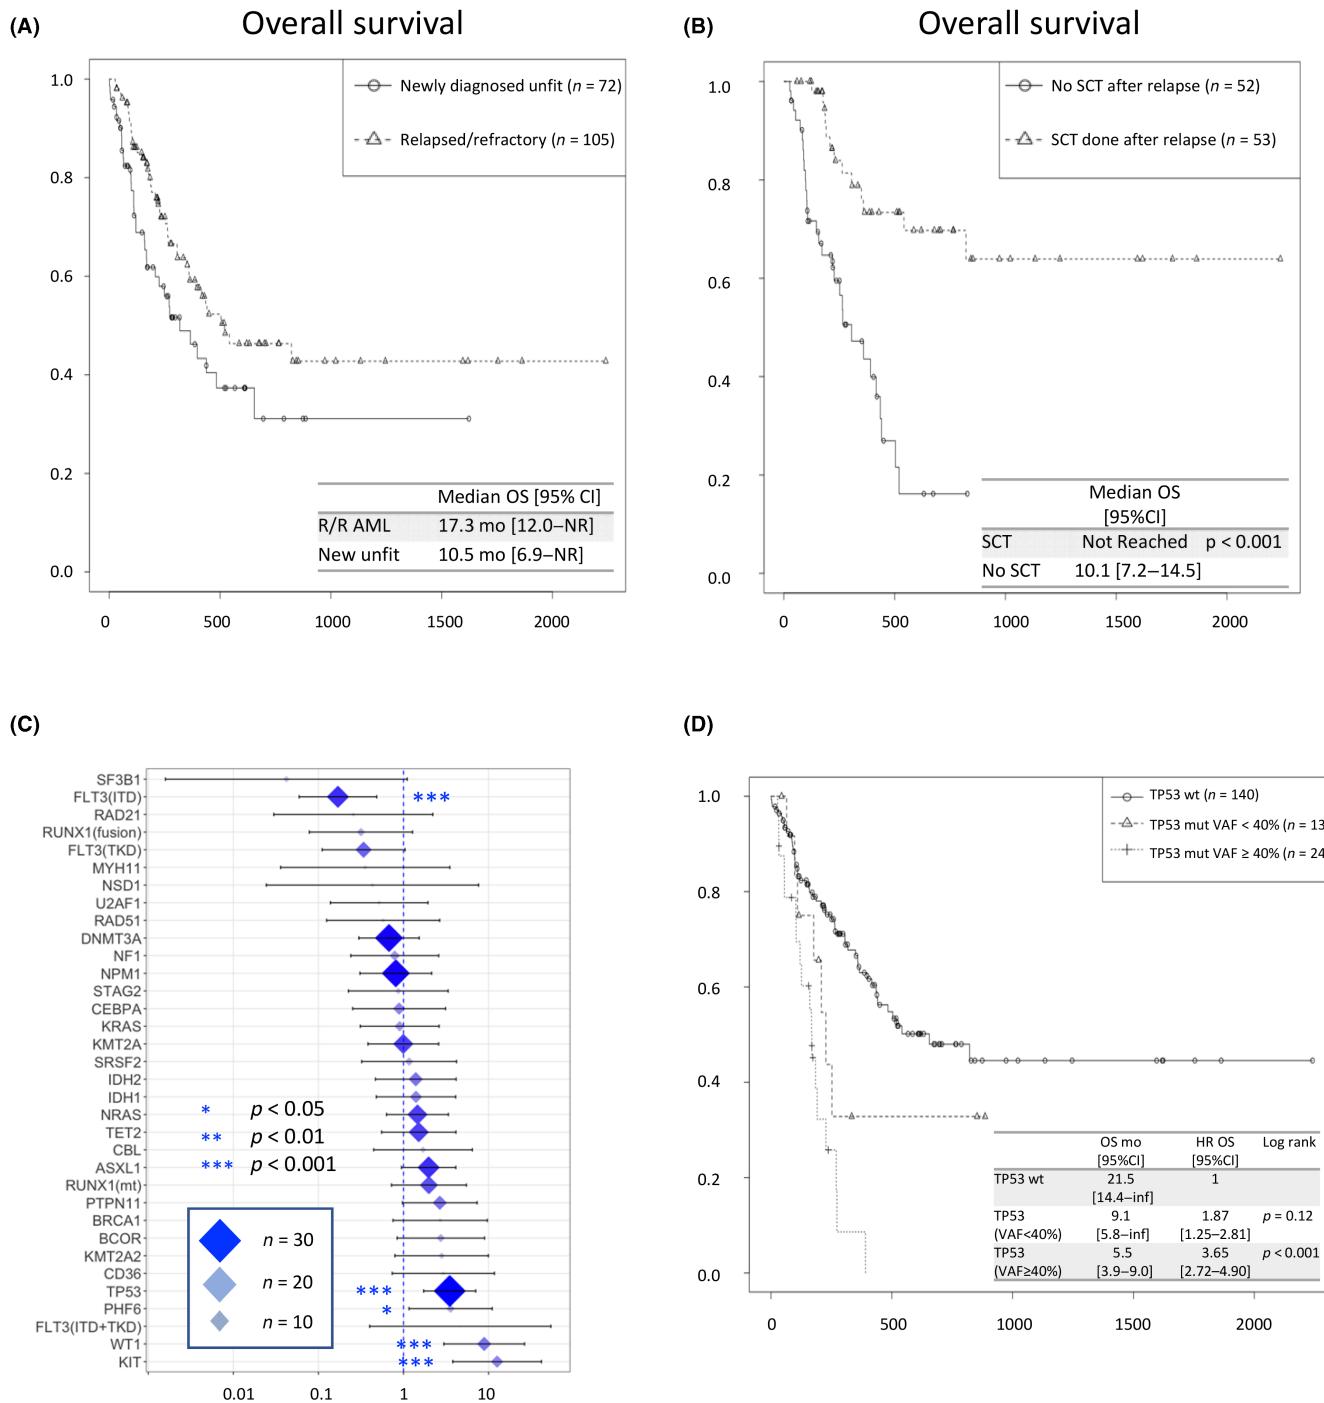 (A)
Overall survival
1.0
0.8
0.6
0.4
0.2
0.0
Newly diagnosed unfit (n = 72)
Relapsed/refractory (n = 105)
Median OS [95% CI]
R/R AML 17.3 mo [12.0–NR]
New unfit 10.5 mo [6.9–NR]
0 500 1000 1500 2000
(B)
Overall survival
1.0
0.8
0.6
0.4
0.2
0.0
No SCT after relapse (n = 52)
SCT done after relapse (n = 53)
Median OS
[95%CI]
SCT Not Reached p < 0.001
No SCT 10.1 [7.2–14.5]
0 500 1000 1500 2000
(C)
SF3B1
FLT3(ITD) ***
RAD21
RUNX1(fusion)
FLT3(TKD)
MYH11
NSD1
U2AF1
RAD51
DNMT3A
NF1
NPM1
STAG2
CEBPA
KRAS
KMT2A
SRSF2
IDH2
IDH1
NRAS
TET2
CBL
ASXL1
RUNX1(mt)
PTPN11
BRCA1
BCOR
KMT2A2
CD36
TP53 ***
PHF6 *
FLT3(ITD+TKD)
WT1 ***
KIT ***
* p < 0.05
** p < 0.01
*** p < 0.001
n = 30
n = 20
n = 10
0.01 0.1 1 10
(D)
1.0
0.8
0.6
0.4
0.2
0.0
TP53 wt (n = 140)
TP53 mut VAF < 40% (n = 13
TP53 mut VAF ≥ 40% (n = 24
OS mo HR OS Log rank
[95%CI] [95%CI]
TP53 wt 21.5 1
[14.4–inf]
TP53 9.1 1.87 p = 0.12
(VAF<40%) [5.8–inf] [1.25–2.81]
TP53 5.5 3.65 p < 0.001
(VAF≥40%) [3.9–9.0] [2.72–4.90]
0 500 1000 1500 2000